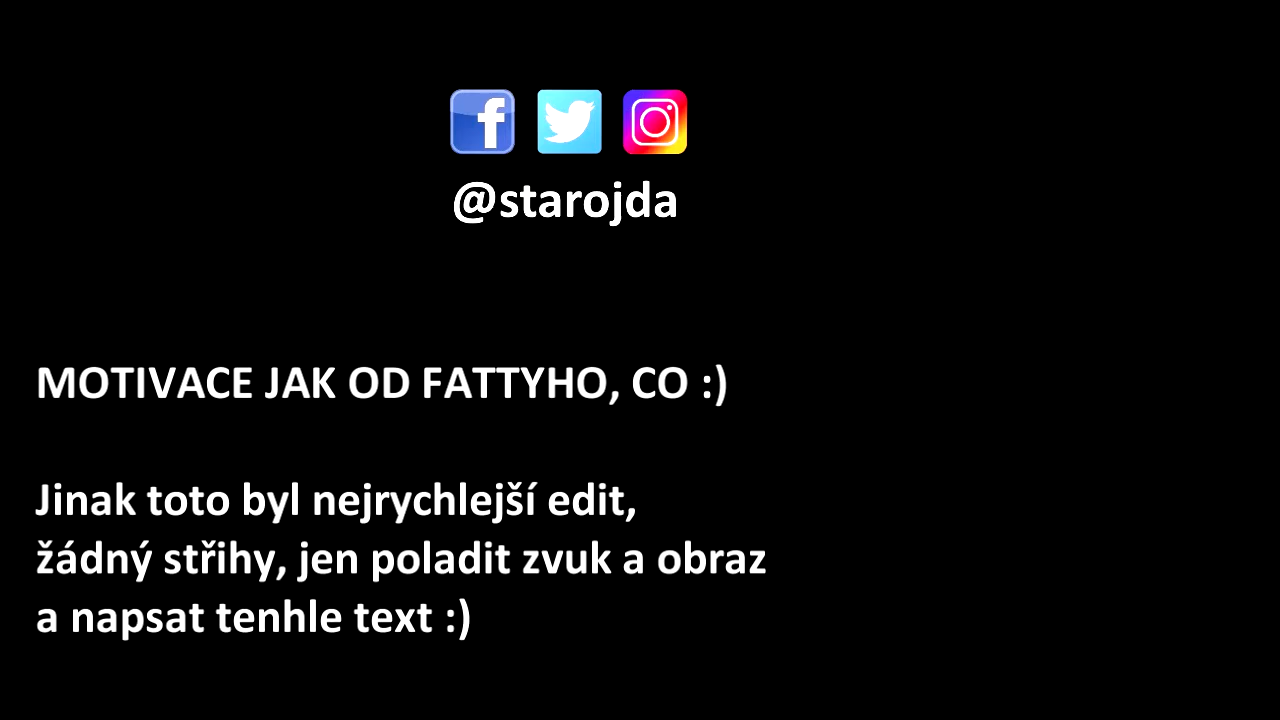 @starojda
MOTIVACE JAK OD FATTYHO, CO :)
Jinak toto byl nejrychlejší edit,
žádný střihy, jen poladit zvuk a obraz
a napsat tenhle text :)